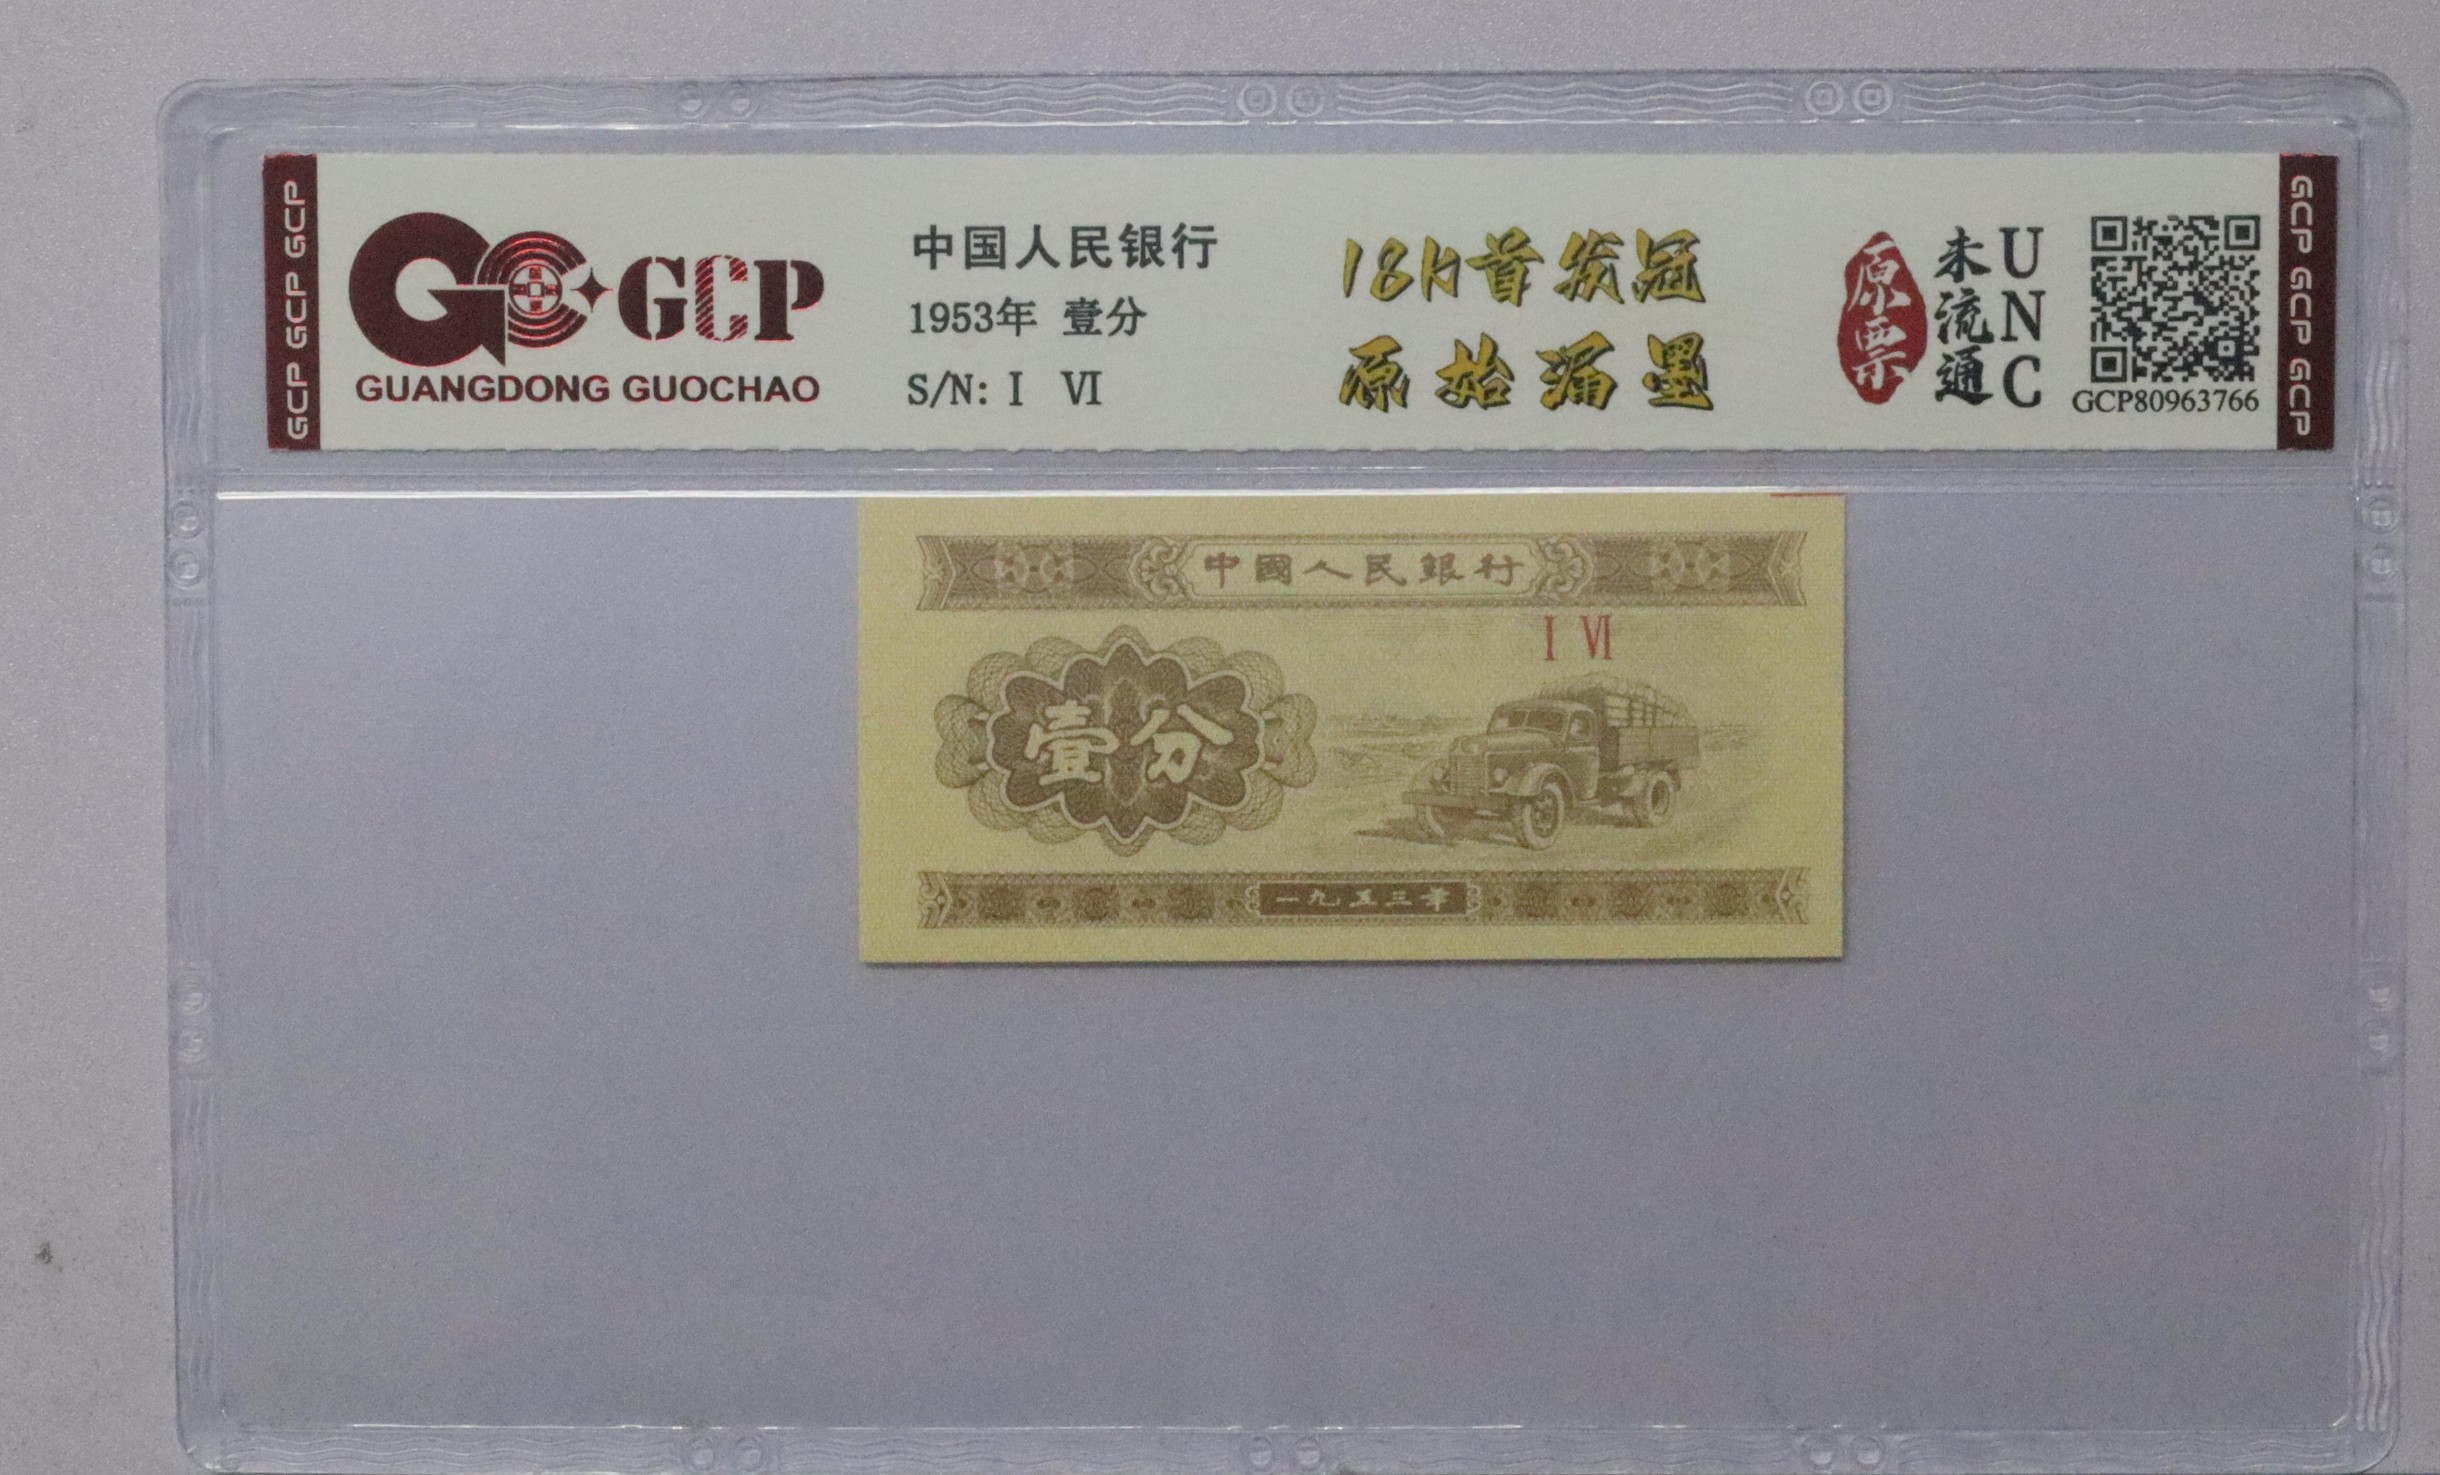 GCP GCP GCP
GCP
GUANGDONG GUOCHAO
中国人民银行
1953年 壹分
S/N: I VI
18K首发冠
原始漏墨
原票
未流通
UNC
GCP80963766
GCP GCP GCP
中國人民銀行
I VI
壹分
一九五三年